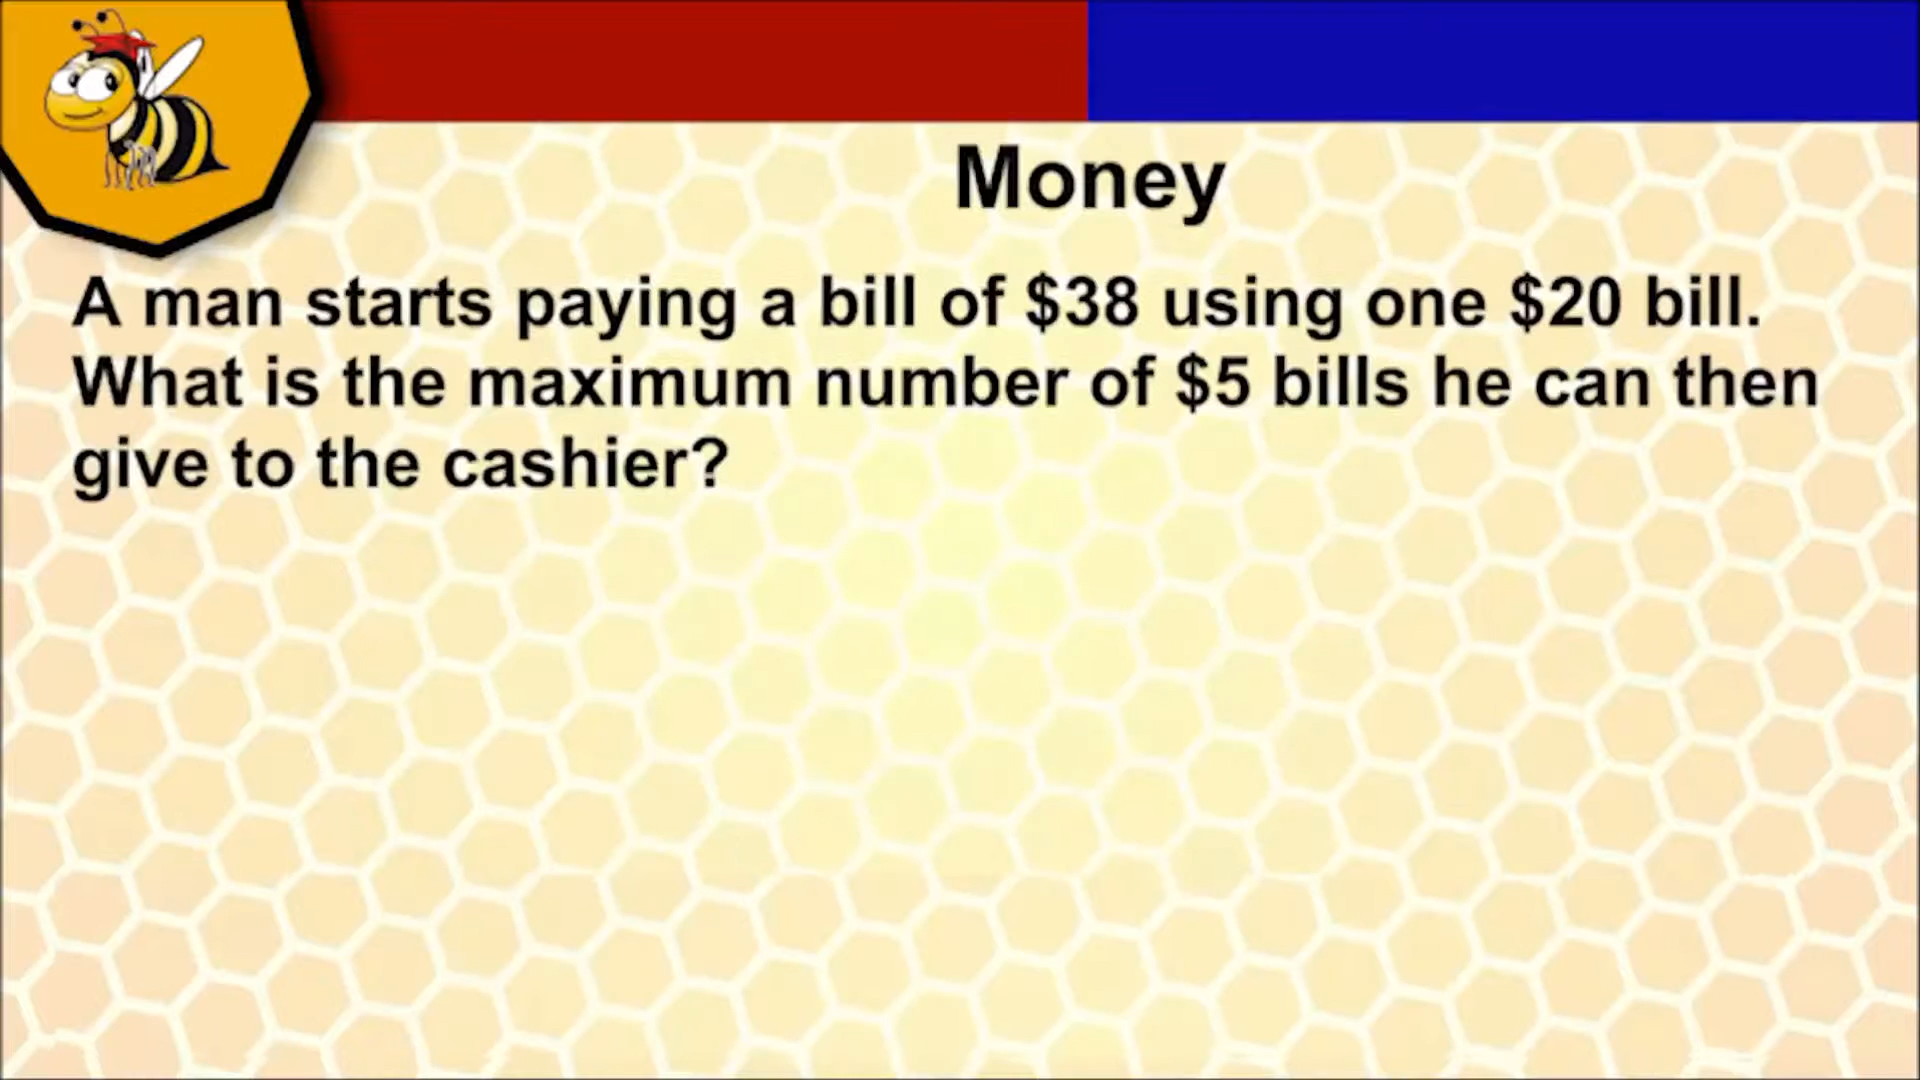 Money
A man starts paying a bill of $38 using one $20 bill.
What is the maximum number of $5 bills he can then
give to the cashier?